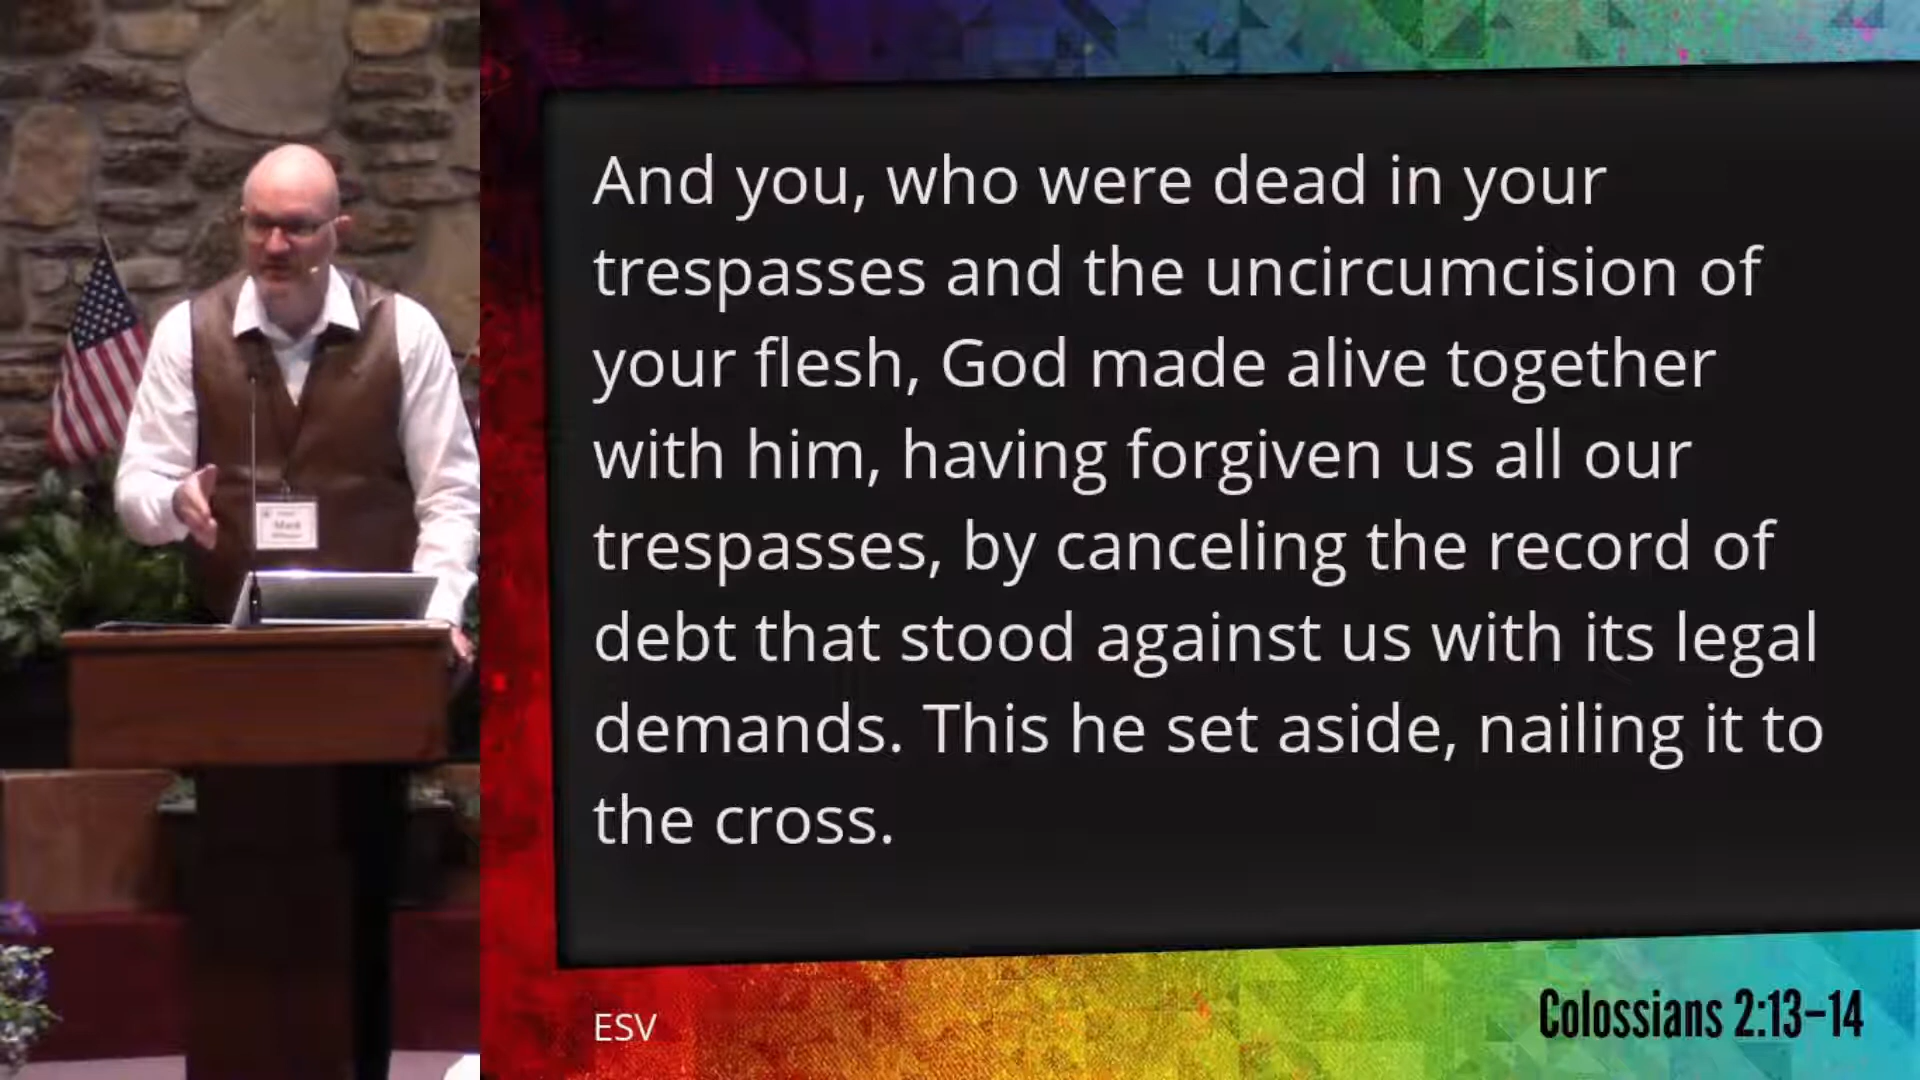 And you, who were dead in your
trespasses and the uncircumcision of
your flesh, God made alive together
with him, having forgiven us all our
trespasses, by canceling the record of
debt that stood against us with its legal
demands. This he set aside, nailing it to
the cross.
ESV
Colossians 2:13–14
Mark